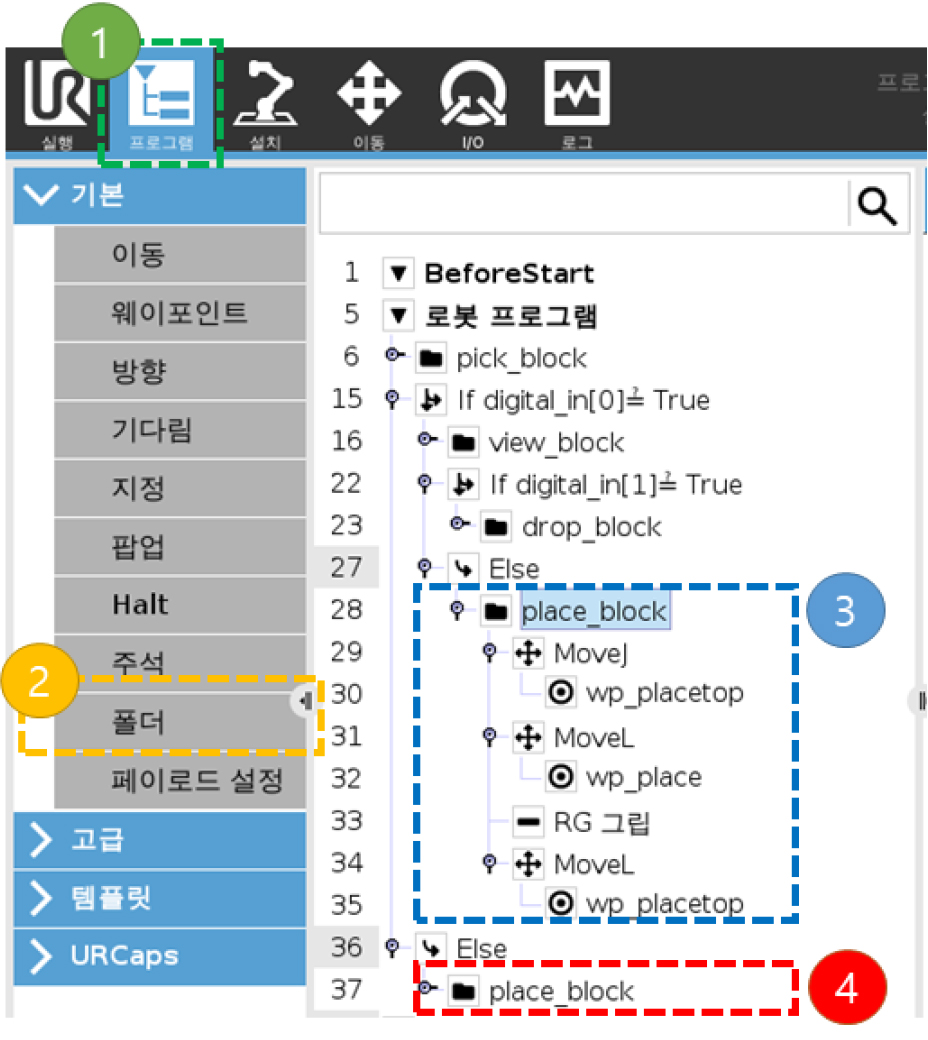 1
UR
프로
실행 프로그램 설치 이동 I/O 로그
기본
이동
웨이포인트
방향
기다림
지정
팝업
Halt
주석
2
폴더
페이로드 설정
고급
템플릿
URCaps
1 BeforeStart
5 로봇 프로그램
6 pick_block
15 If digital_in[0]≟ True
16 view_block
22 If digital_in[1]≟ True
23 drop_block
27 Else
28 place_block
3
29 MoveJ
30 wp_placetop
31 MoveL
32 wp_place
33 RG 그립
34 MoveL
35 wp_placetop
36 Else
37 place_block
4